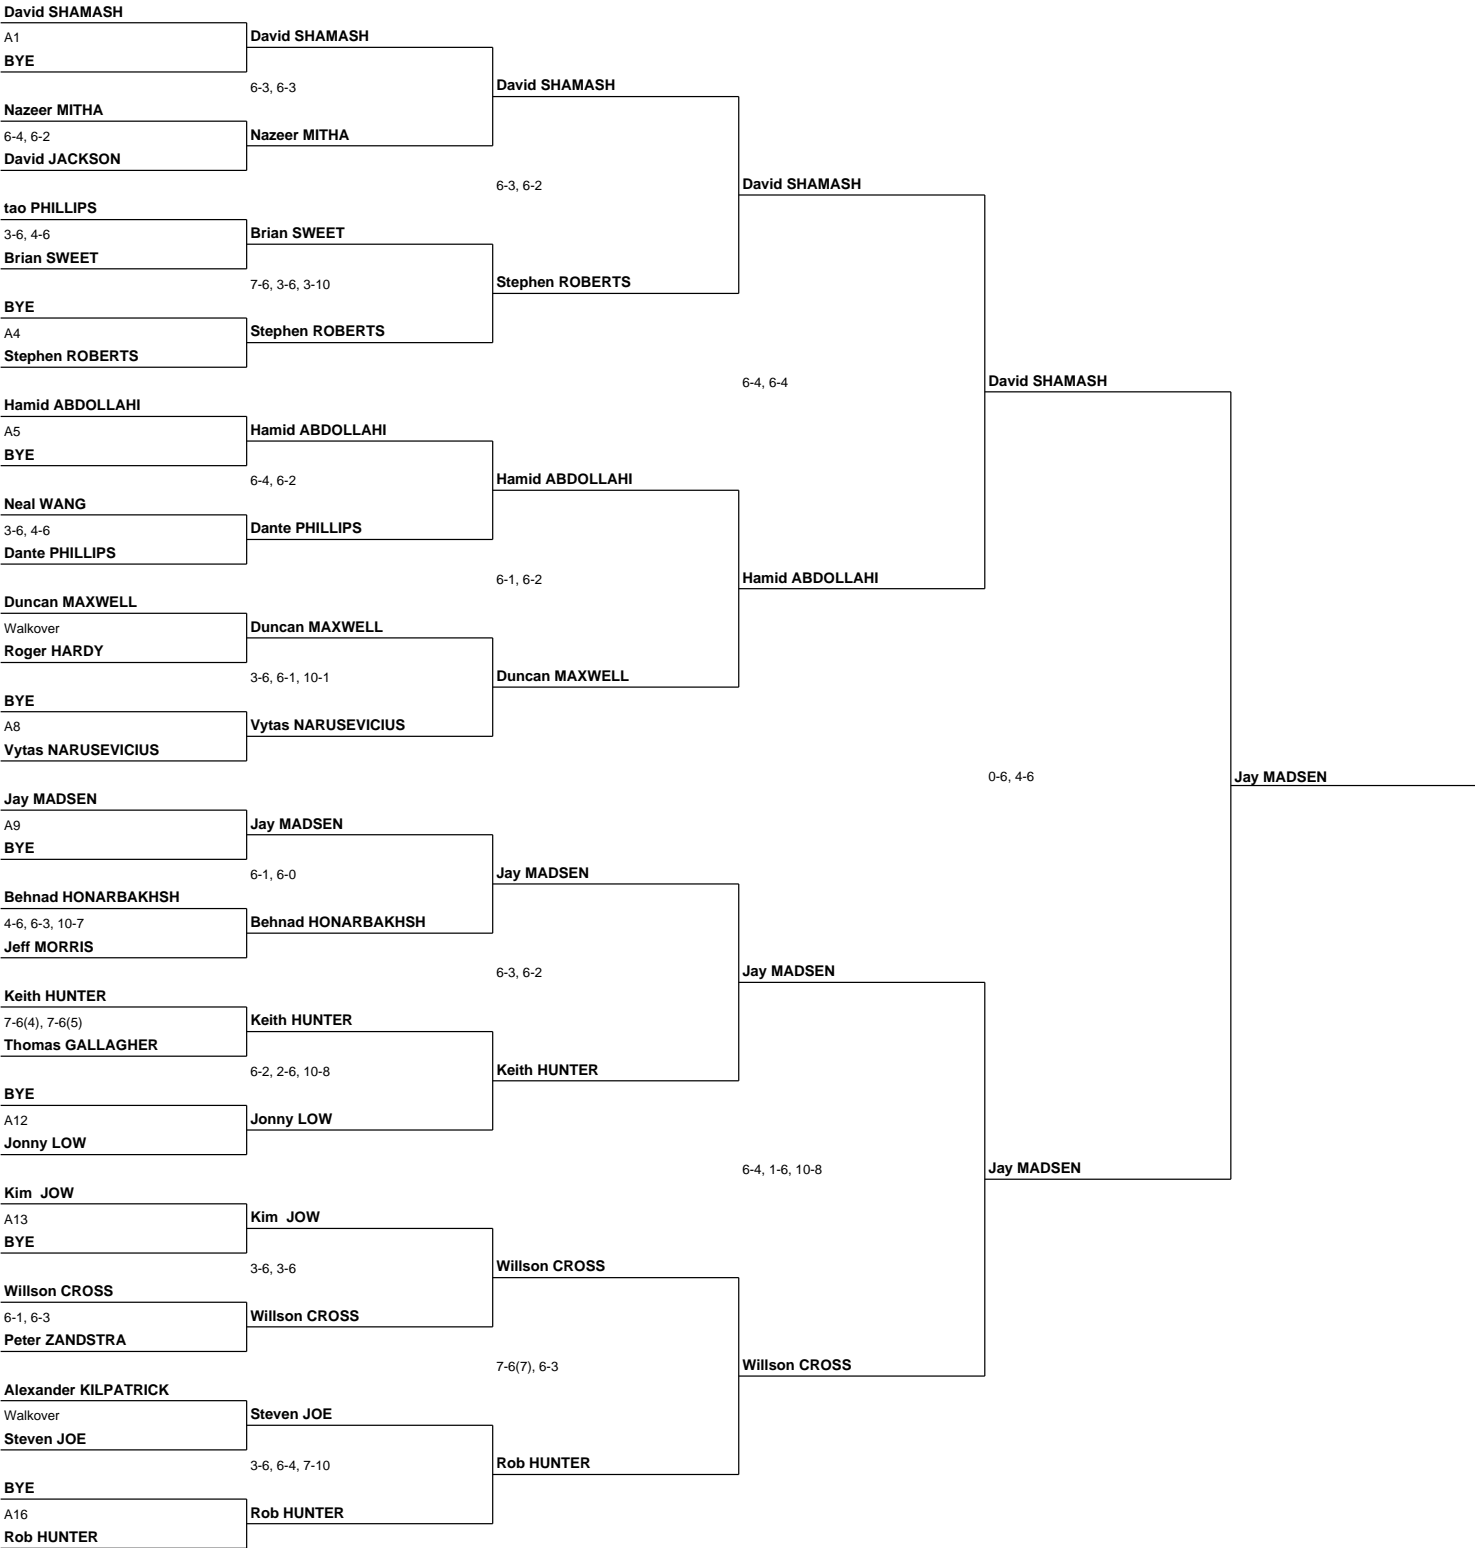 David SHAMASH
A1
BYE
David SHAMASH
6-3, 6-3
David SHAMASH
Nazeer MITHA
6-4, 6-2
David JACKSON
Nazeer MITHA
6-3, 6-2
David SHAMASH
tao PHILLIPS
3-6, 4-6
Brian SWEET
Brian SWEET
7-6, 3-6, 3-10
Stephen ROBERTS
BYE
A4
Stephen ROBERTS
Stephen ROBERTS
6-4, 6-4
David SHAMASH
Hamid ABDOLLAHI
A5
BYE
Hamid ABDOLLAHI
6-4, 6-2
Hamid ABDOLLAHI
Neal WANG
3-6, 4-6
Dante PHILLIPS
Dante PHILLIPS
6-1, 6-2
Hamid ABDOLLAHI
Duncan MAXWELL
Walkover
Roger HARDY
Duncan MAXWELL
3-6, 6-1, 10-1
Duncan MAXWELL
BYE
A8
Vytas NARUSEVICIUS
Vytas NARUSEVICIUS
0-6, 4-6
Jay MADSEN
Jay MADSEN
A9
BYE
Jay MADSEN
6-1, 6-0
Jay MADSEN
Behnad HONARBAKHSH
4-6, 6-3, 10-7
Jeff MORRIS
Behnad HONARBAKHSH
6-3, 6-2
Jay MADSEN
Keith HUNTER
7-6(4), 7-6(5)
Thomas GALLAGHER
Keith HUNTER
6-2, 2-6, 10-8
Keith HUNTER
BYE
A12
Jonny LOW
Jonny LOW
6-4, 1-6, 10-8
Jay MADSEN
Kim  JOW
A13
BYE
Kim  JOW
3-6, 3-6
Willson CROSS
Willson CROSS
6-1, 6-3
Peter ZANDSTRA
Willson CROSS
7-6(7), 6-3
Willson CROSS
Alexander KILPATRICK
Walkover
Steven JOE
Steven JOE
3-6, 6-4, 7-10
Rob HUNTER
BYE
A16
Rob HUNTER
Rob HUNTER